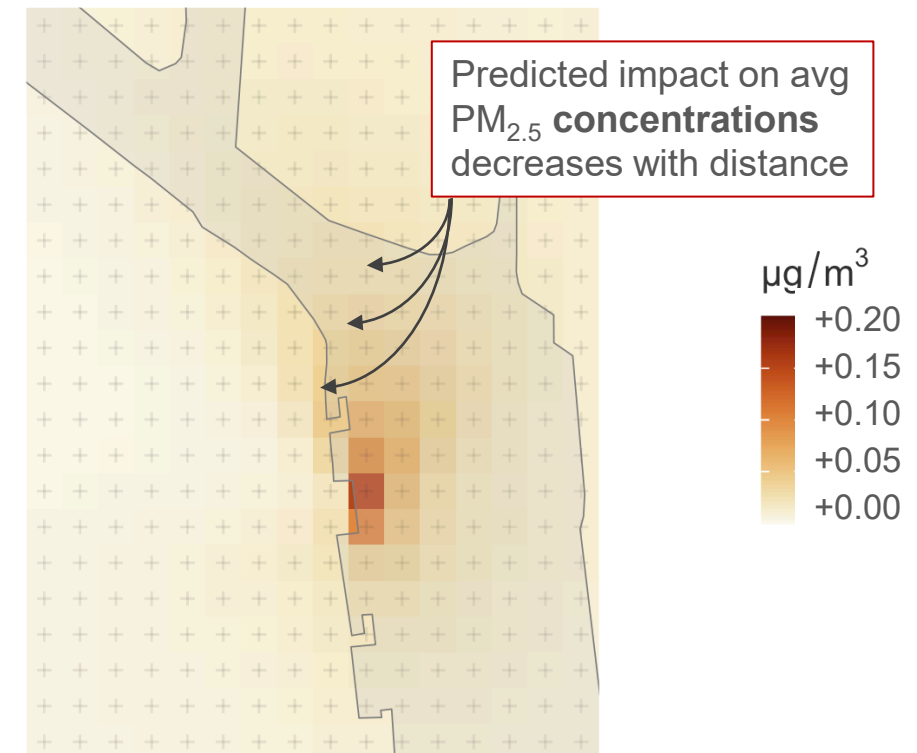 Predicted impact on avg
PM₂.₅ concentrations
decreases with distance
µg/m³
+0.20
+0.15
+0.10
+0.05
+0.00